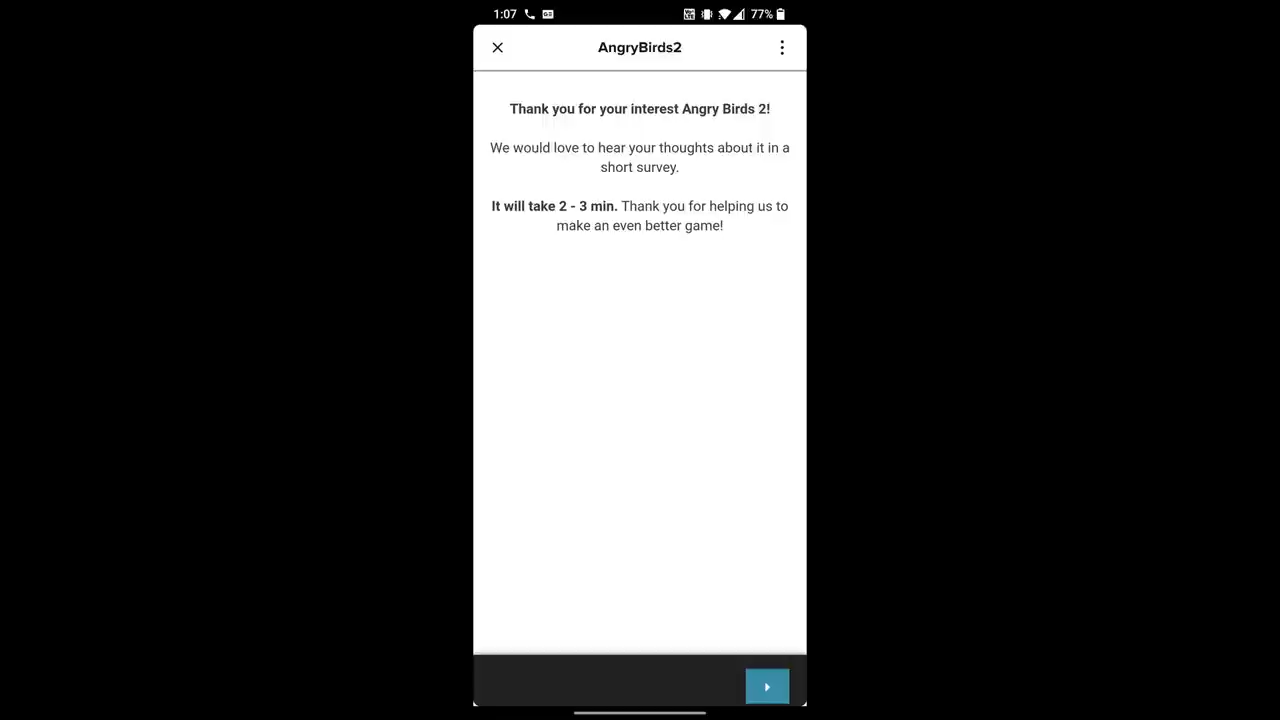 1:07
77%
AngryBirds2
Thank you for your interest Angry Birds 2!
We would love to hear your thoughts about it in a
short survey.
It will take 2 - 3 min. Thank you for helping us to
make an even better game!